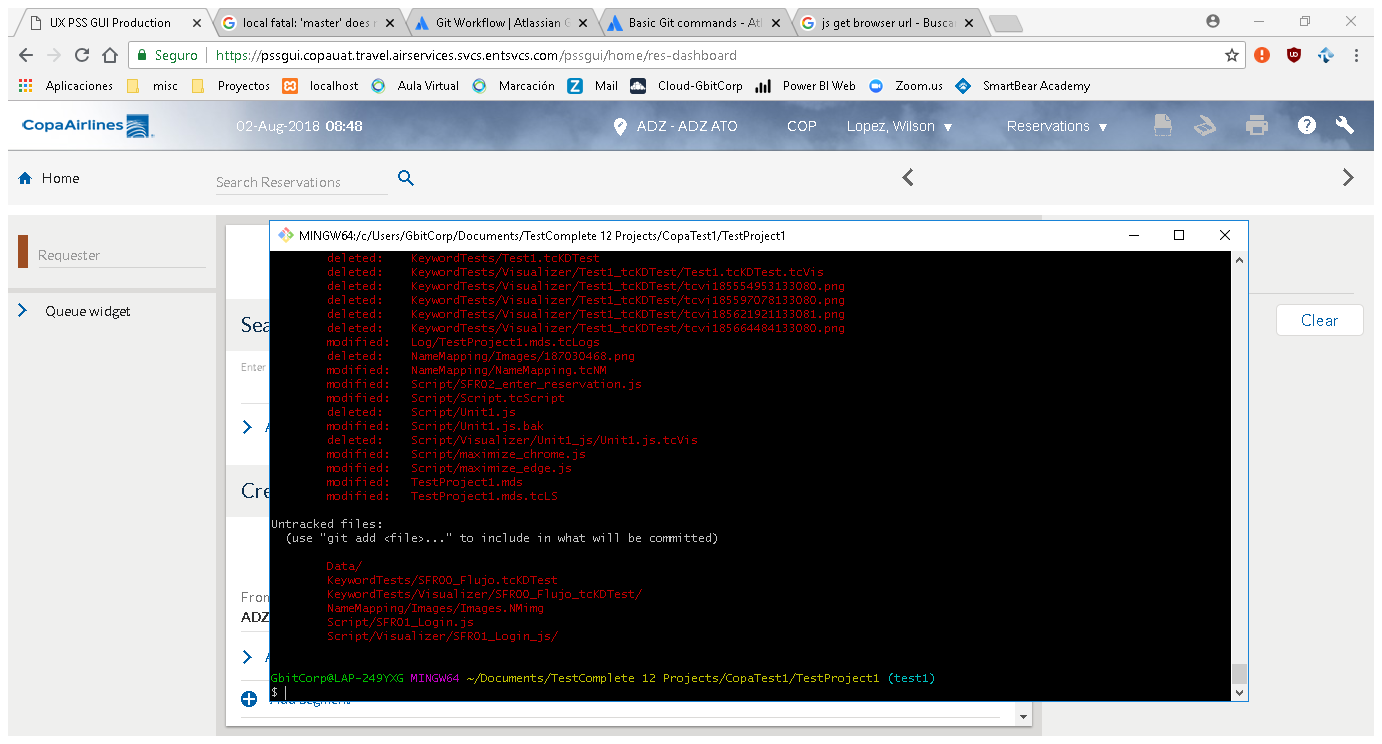 UX PSS GUI Production
local fatal: 'master' does n
Git Workflow | Atlassian G
Basic Git commands - Atl
js get browser url - Busca
Seguro https://pssgui.copauat.travel.airservices.svcs.entsvcs.com/pssgui/home/res-dashboard
Aplicaciones misc Proyectos localhost Aula Virtual Marcación Mail Cloud-GbitCorp Power BI Web Zoom.us SmartBear Academy
CopaAirlines 02-Aug-2018 08:48 ADZ - ADZ ATO COP Lopez, Wilson Reservations
Home Search Reservations
Requester
Queue widget
Clear
Sea
Enter
A
Cre
From
ADZ
A
Add Segment
MINGW64:/c/Users/GbitCorp/Documents/TestComplete 12 Projects/CopaTest1/TestProject1
deleted: KeywordTests/Test1.tcKDTest
deleted: KeywordTests/Visualizer/Test1_tcKDTest/Test1.tcKDTest.tcVis
deleted: KeywordTests/Visualizer/Test1_tcKDTest/tcvi185554953133080.png
deleted: KeywordTests/Visualizer/Test1_tcKDTest/tcvi185597078133080.png
deleted: KeywordTests/Visualizer/Test1_tcKDTest/tcvi185621921133081.png
deleted: KeywordTests/Visualizer/Test1_tcKDTest/tcvi185664484133080.png
modified: Log/TestProject1.mds.tcLogs
deleted: NameMapping/Images/187030468.png
modified: NameMapping/NameMapping.tcNM
modified: Script/SFR02_enter_reservation.js
modified: Script/Script.tcScript
deleted: Script/Unit1.js
modified: Script/Unit1.js.bak
deleted: Script/Visualizer/Unit1_js/Unit1.js.tcVis
modified: Script/maximize_chrome.js
modified: Script/maximize_edge.js
modified: TestProject1.mds
modified: TestProject1.mds.tcLS
Untracked files:
(use "git add <file>..." to include in what will be committed)
Data/
KeywordTests/SFR00_Flujo.tcKDTest
KeywordTests/Visualizer/SFR00_Flujo_tcKDTest/
NameMapping/Images/Images.NMimg
Script/SFR01_Login.js
Script/Visualizer/SFR01_Login_js/
GbitCorp@LAP-249YXG MINGW64 ~/Documents/TestComplete 12 Projects/CopaTest1/TestProject1 (test1)
$